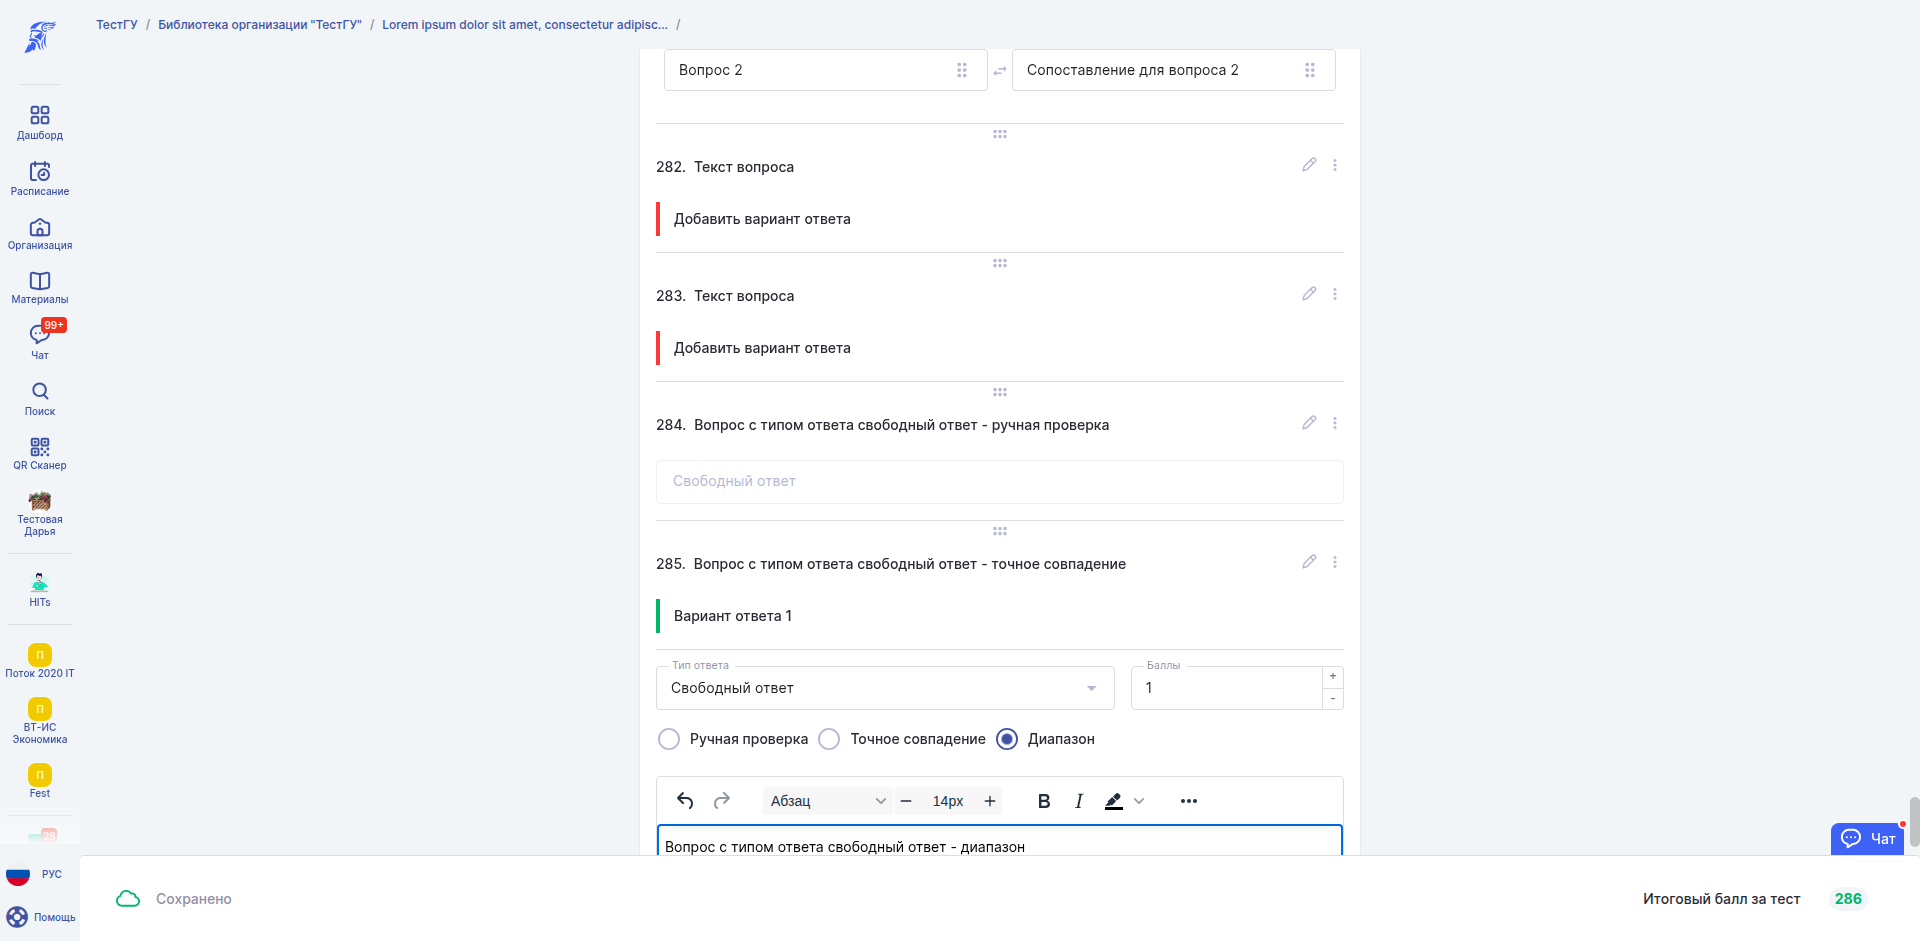 ТестГУ / Библиотека организации "ТестГУ" / Lorem ipsum dolor sit amet, consectetur adipisc... /
Дашборд
Расписание
Организация
Материалы
99+
Чат
Поиск
QR Сканер
Тестовая
Дарья
HITs
П
Поток 2020 IT
П
ВТ-ИС
Экономика
П
Fest
28
РУС
Помощь
Вопрос 2
Сопоставление для вопроса 2
282. Текст вопроса
Добавить вариант ответа
283. Текст вопроса
Добавить вариант ответа
284. Вопрос с типом ответа свободный ответ - ручная проверка
Свободный ответ
285. Вопрос с типом ответа свободный ответ - точное совпадение
Вариант ответа 1
Тип ответа
Свободный ответ
Баллы
1
+
-
Ручная проверка
Точное совпадение
Диапазон
Абзац
14px
B I
Вопрос с типом ответа свободный ответ - диапазон
Чат
Сохранено
Итоговый балл за тест 286